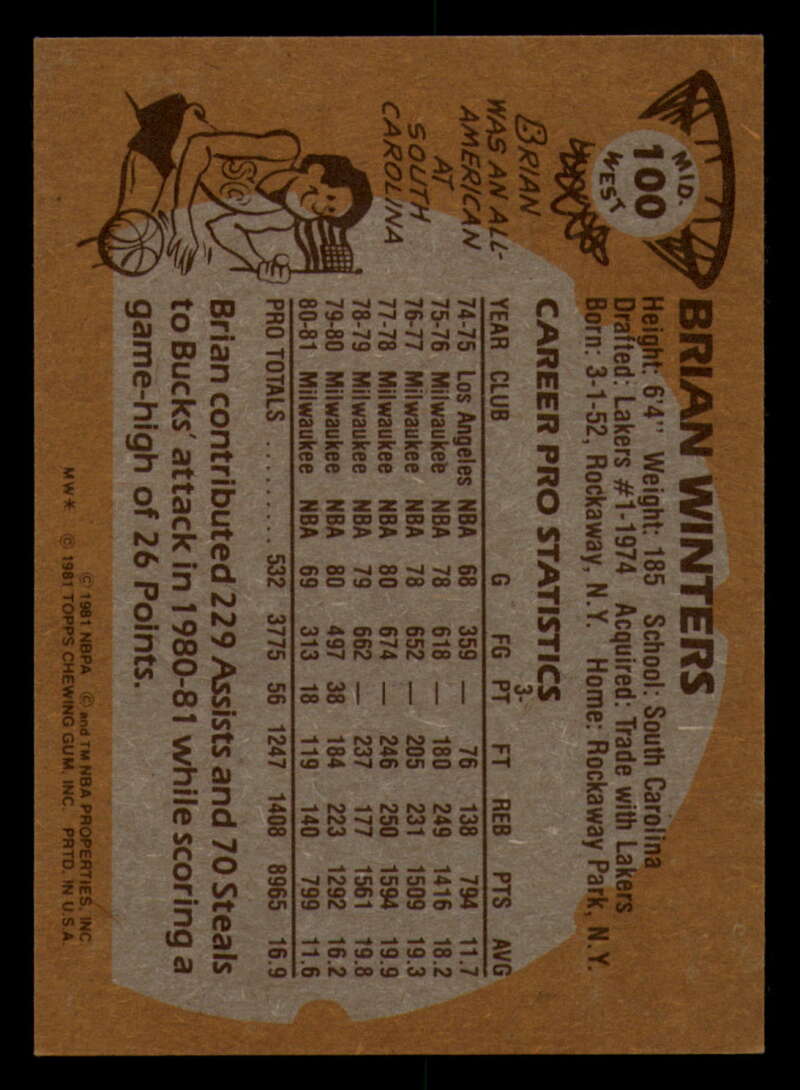 MID.
100
WEST
BRIAN WINTERS
Height: 6'4" Weight: 185 School: South Carolina
Drafted: Lakers #1-1974 Acquired: Trade with Lakers
Born: 3-1-52, Rockaway, N.Y. Home: Rockaway Park, N.Y.
CAREER PRO STATISTICS
3-
YEAR CLUB G FG PT FT REB PTS AVG
74-75 Los Angeles NBA 68 359 — 76 138 794 11.7
75-76 Milwaukee NBA 78 618 — 180 249 1416 18.2
76-77 Milwaukee NBA 78 652 — 205 231 1509 19.3
77-78 Milwaukee NBA 80 674 — 246 250 1594 19.9
78-79 Milwaukee NBA 79 662 — 237 177 1561 19.8
79-80 Milwaukee NBA 80 497 38 184 223 1292 16.2
80-81 Milwaukee NBA 69 313 18 119 140 799 11.6
PRO TOTALS .......... 532 3775 56 1247 1408 8965 16.9
Brian contributed 229 Assists and 70 Steals
to Bucks' attack in 1980-81 while scoring a
game-high of 26 Points.
BRIAN
WAS AN ALL-
AMERICAN
AT
SOUTH
CAROLINA
SC
© 1981 NBPA © and TM NBA PROPERTIES, INC
MW* © 1981 TOPPS CHEWING GUM, INC. PRTD. IN U.S.A.